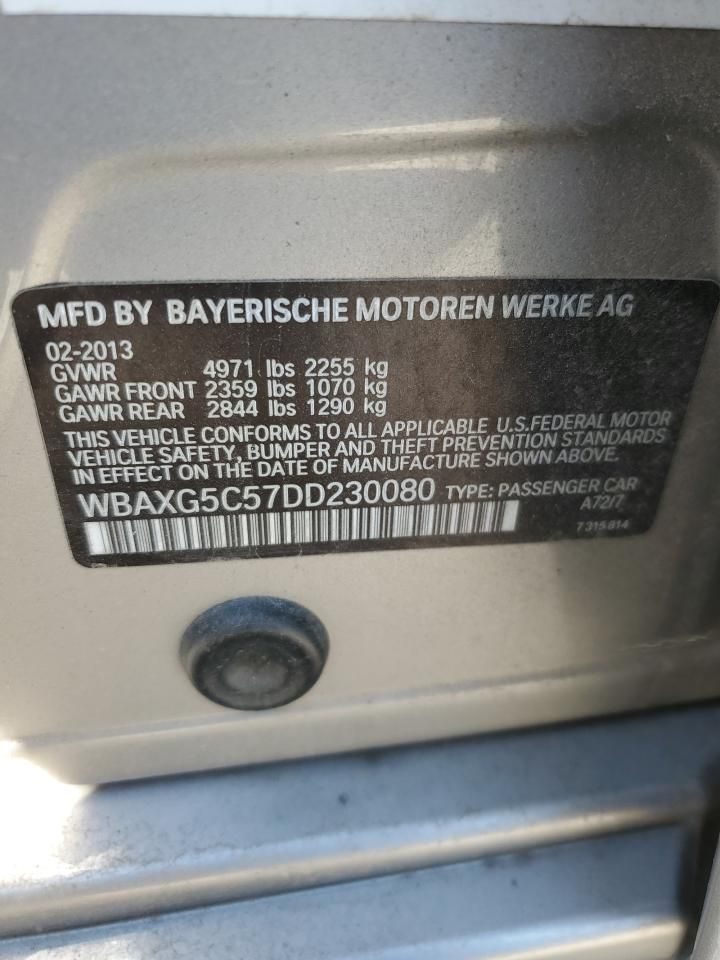 MFD BY BAYERISCHE MOTOREN WERKE AG
02-2013
GVWR 4971 lbs 2255 kg
GAWR FRONT 2359 lbs 1070 kg
GAWR REAR 2844 lbs 1290 kg
THIS VEHICLE CONFORMS TO ALL APPLICABLE U.S.FEDERAL MOTOR
VEHICLE SAFETY, BUMPER AND THEFT PREVENTION STANDARDS
IN EFFECT ON THE DATE OF MANUFACTURE SHOWN ABOVE.
WBAXG5C57DD230080 TYPE: PASSENGER CAR
A72/7
7 315 814